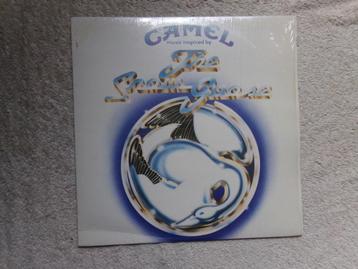 CAMEL
music inspired by
The
Snow Goose